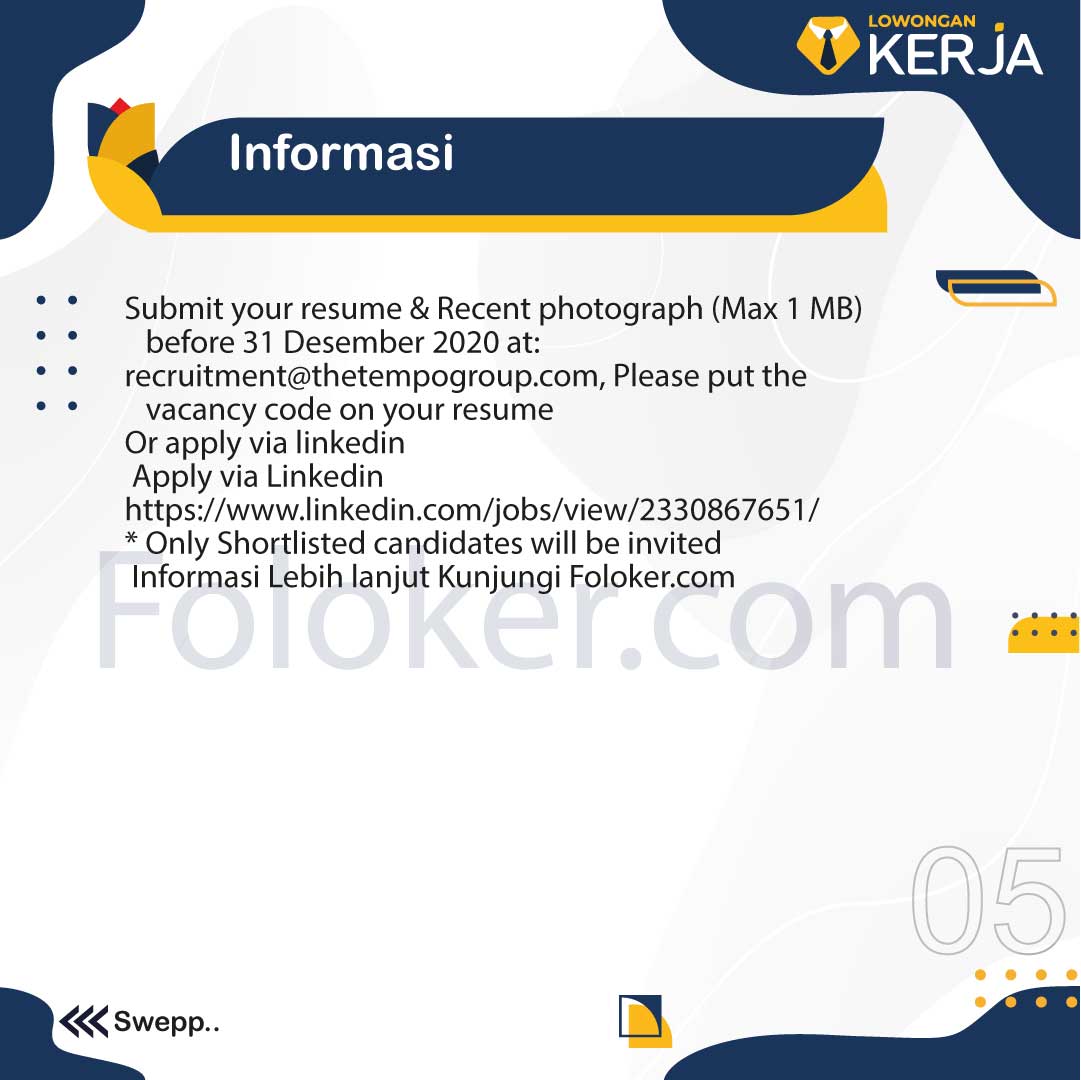 LOWONGAN
KERJA
Informasi
Submit your resume & Recent photograph (Max 1 MB)
before 31 Desember 2020 at:
recruitment@thetempogroup.com, Please put the
vacancy code on your resume
Or apply via linkedin
Apply via Linkedin
https://www.linkedin.com/jobs/view/2330867651/
* Only Shortlisted candidates will be invited
Informasi Lebih lanjut Kunjungi Foloker.com
Foloker.com
05
Swepp..